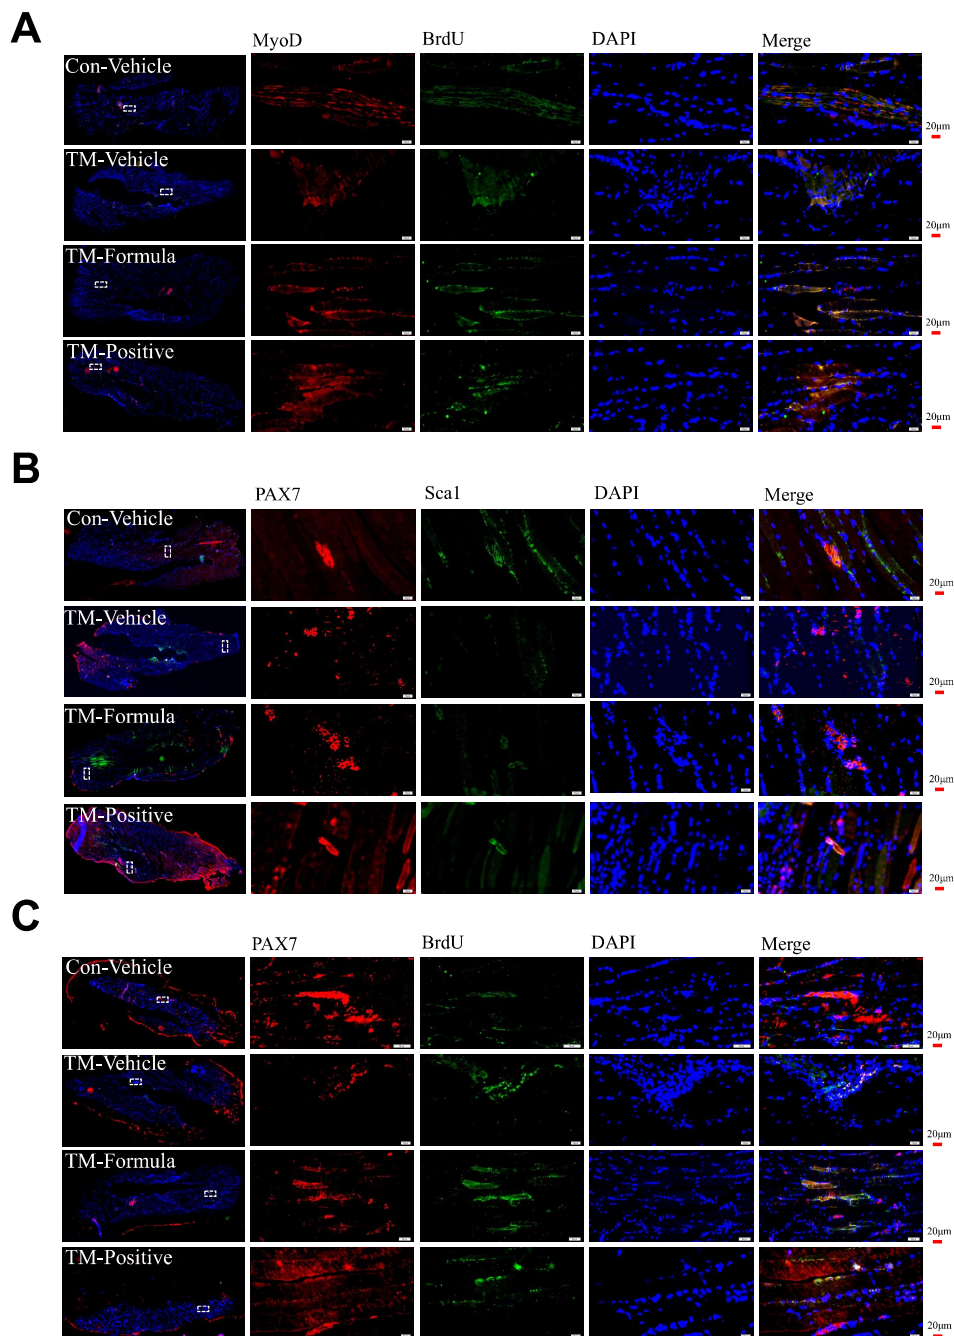 A
MyoD BrdU DAPI Merge
Con-Vehicle
20μm
TM-Vehicle
20μm
TM-Formula
20μm
TM-Positive
20μm
B
PAX7 Sca1 DAPI Merge
Con-Vehicle
20μm
TM-Vehicle
20μm
TM-Formula
20μm
TM-Positive
20μm
C
PAX7 BrdU DAPI Merge
Con-Vehicle
20μm
TM-Vehicle
20μm
TM-Formula
20μm
TM-Positive
20μm